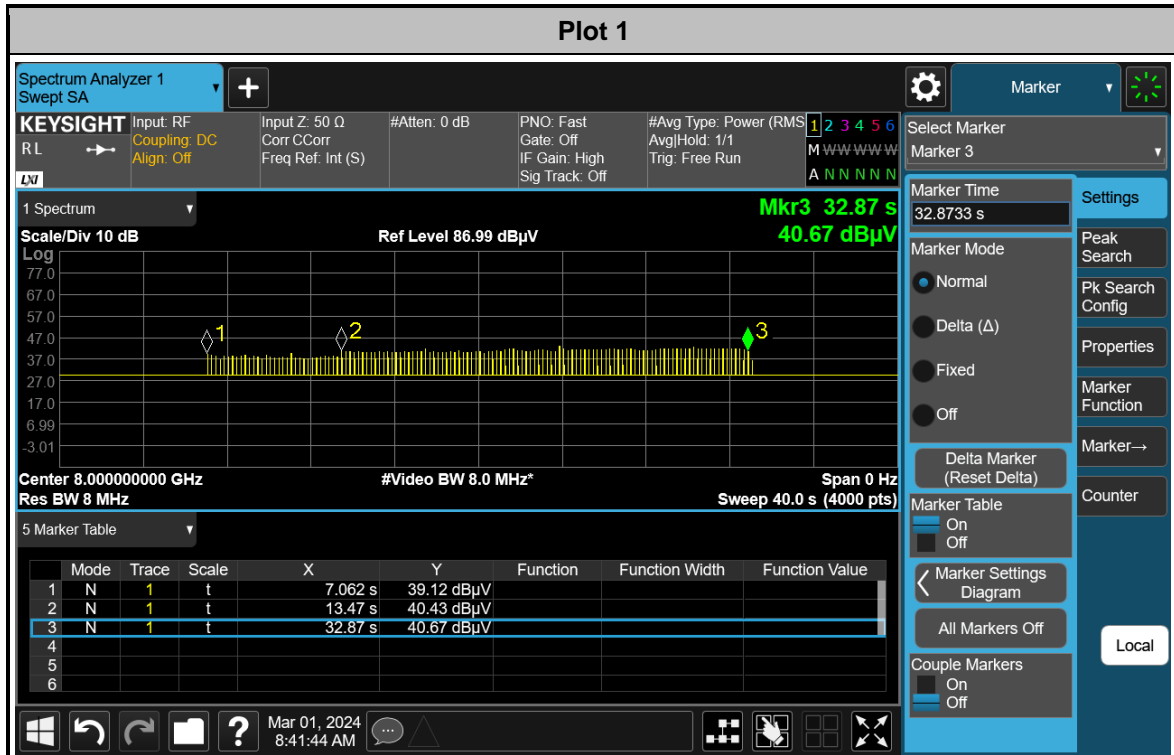 Plot 1
Spectrum Analyzer 1
Swept SA
+
Marker
KEYSIGHT
RL
LXI
Input: RF
Coupling: DC
Align: Off
Input Z: 50 Ω
Corr CCorr
Freq Ref: Int (S)
#Atten: 0 dB
PNO: Fast
Gate: Off
IF Gain: High
Sig Track: Off
#Avg Type: Power (RMS
Avg|Hold: 1/1
Trig: Free Run
1 2 3 4 5 6
M W W W W W
A N N N N N
Select Marker
Marker 3
1 Spectrum
Mkr3 32.87 s
40.67 dBµV
Scale/Div 10 dB
Ref Level 86.99 dBµV
Log
77.0
67.0
57.0
47.0
37.0
27.0
17.0
6.99
-3.01
1
2
3
Center 8.000000000 GHz
#Video BW 8.0 MHz*
Span 0 Hz
Res BW 8 MHz
Sweep 40.0 s (4000 pts)
5 Marker Table
Mode Trace Scale X Y Function Function Width Function Value
1 N 1 t 7.062 s 39.12 dBµV
2 N 1 t 13.47 s 40.43 dBµV
3 N 1 t 32.87 s 40.67 dBµV
4
5
6
Marker Time
32.8733 s
Marker Mode
Normal
Delta (Δ)
Fixed
Off
Delta Marker
(Reset Delta)
Marker Table
On
Off
Marker Settings
Diagram
All Markers Off
Couple Markers
On
Off
Settings
Peak
Search
Pk Search
Config
Properties
Marker
Function
Marker→
Counter
Local
?
Mar 01, 2024
8:41:44 AM